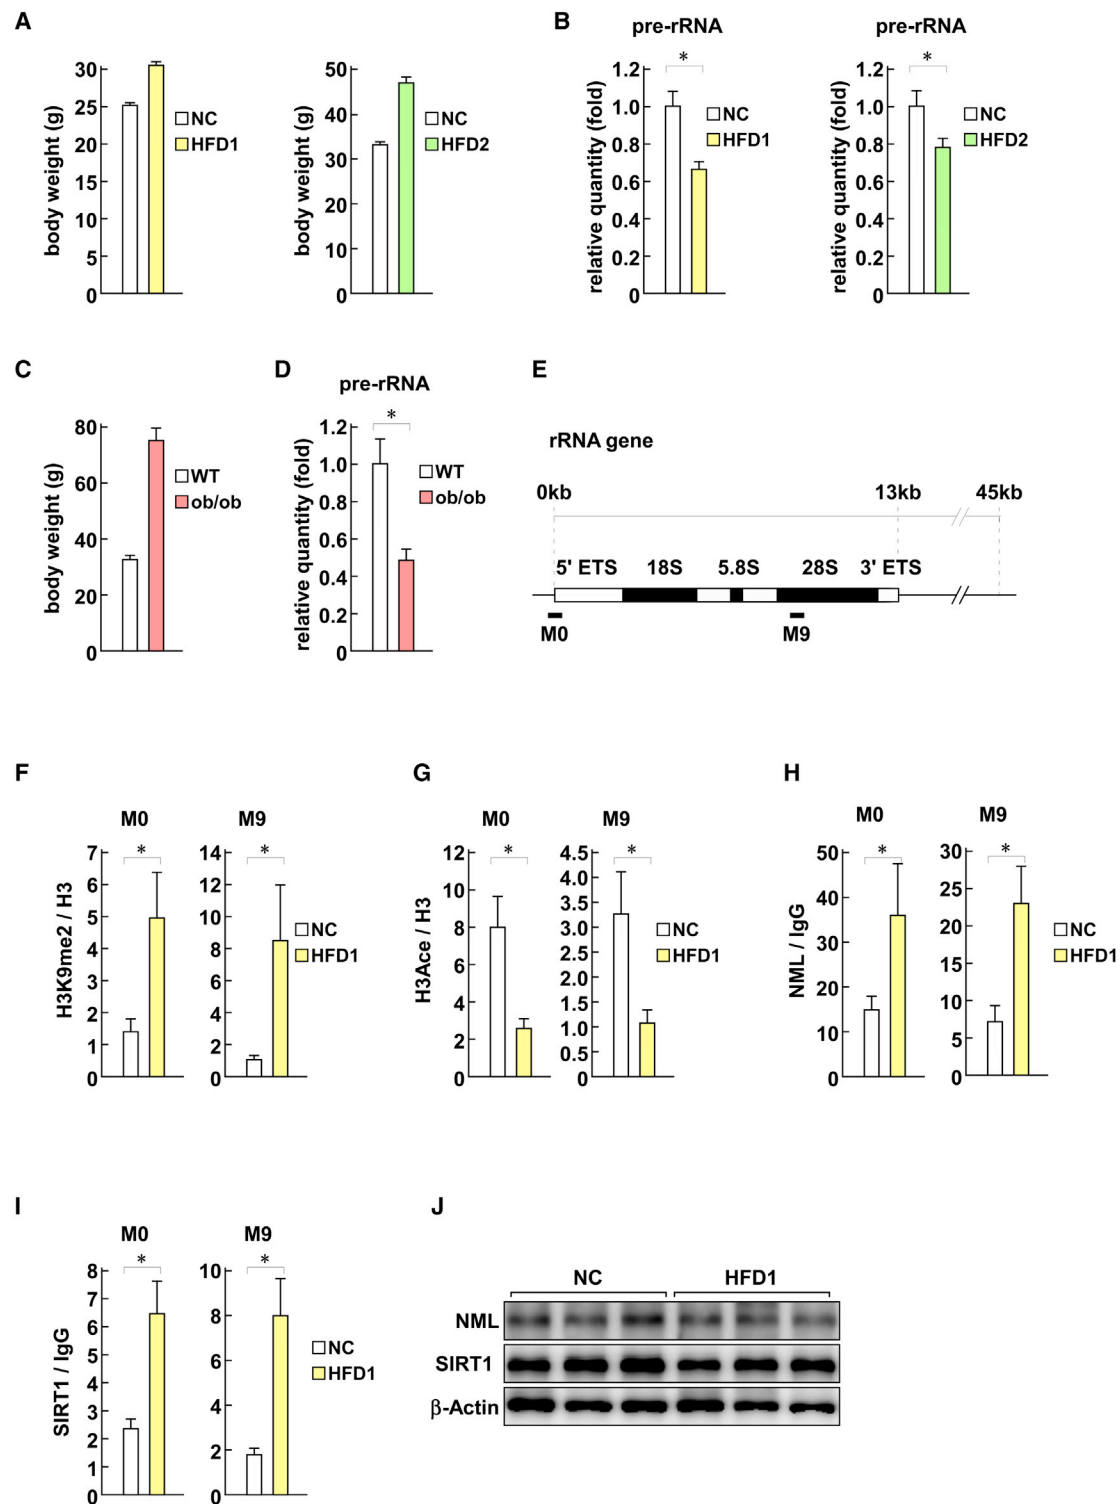 A
body weight (g)
30
25
20
15
10
5
0
NC
HFD1
body weight (g)
50
40
30
20
10
0
NC
HFD2
B
pre-rRNA
*
relative quantity (fold)
1.2
1.0
0.8
0.6
0.4
0.2
0
NC
HFD1
pre-rRNA
*
relative quantity (fold)
1.2
1.0
0.8
0.6
0.4
0.2
0
NC
HFD2
C
body weight (g)
80
60
40
20
0
WT
ob/ob
D
pre-rRNA
*
relative quantity (fold)
1.2
1.0
0.8
0.6
0.4
0.2
0
WT
ob/ob
E
rRNA gene
0kb 13kb 45kb
5' ETS 18S 5.8S 28S 3' ETS
M0 M9
F
M0
*
H3K9me2 / H3
7
6
5
4
3
2
1
0
M9
*
14
12
10
8
6
4
2
0
NC
HFD1
G
M0
*
H3Ace / H3
12
10
8
6
4
2
0
M9
*
4.5
4.0
3.5
3.0
2.5
2.0
1.5
1.0
0.5
0
NC
HFD1
H
M0
*
NML / IgG
50
40
30
20
10
0
M9
*
30
25
20
15
10
5
0
NC
HFD1
I
M0
*
SIRT1 / IgG
8
7
6
5
4
3
2
1
0
M9
*
10
8
6
4
2
0
NC
HFD1
J
NC HFD1
NML
SIRT1
β-Actin